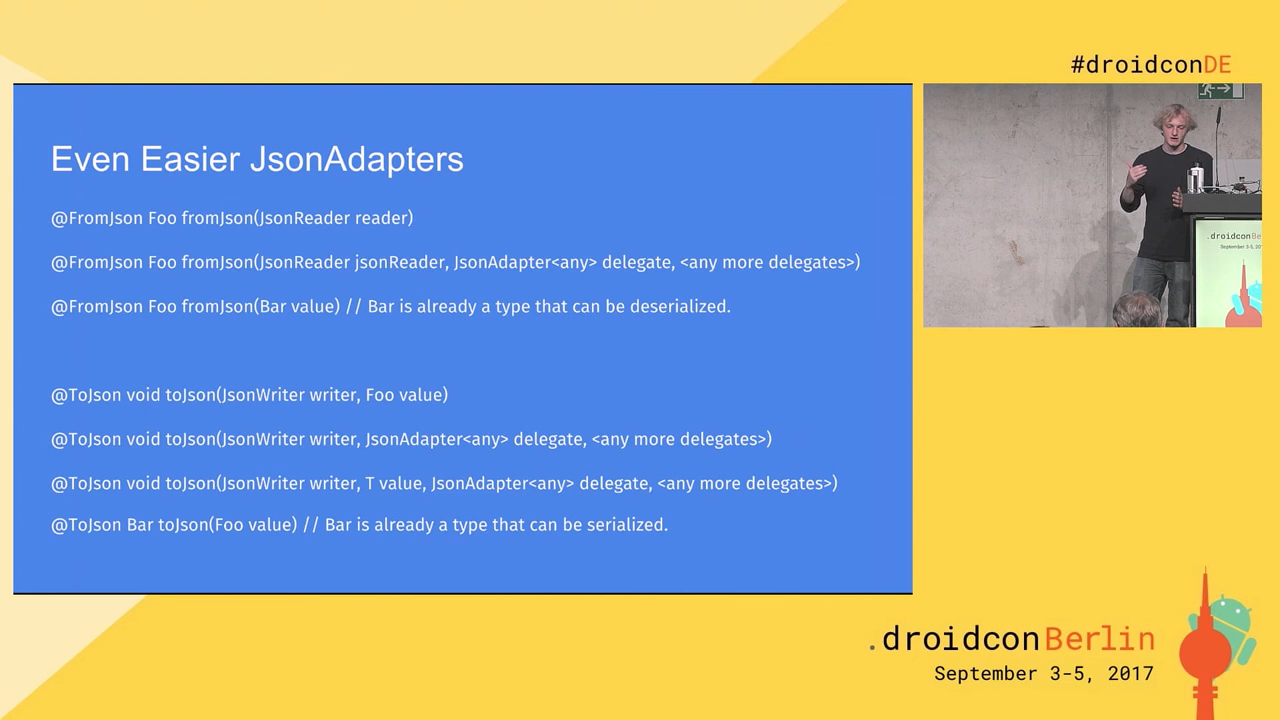 #droidconDE
Even Easier JsonAdapters
@FromJson Foo fromJson(JsonReader reader)
@FromJson Foo fromJson(JsonReader jsonReader, JsonAdapter<any> delegate, <any more delegates>)
@FromJson Foo fromJson(Bar value) // Bar is already a type that can be deserialized.
@ToJson void toJson(JsonWriter writer, Foo value)
@ToJson void toJson(JsonWriter writer, JsonAdapter<any> delegate, <any more delegates>)
@ToJson void toJson(JsonWriter writer, T value, JsonAdapter<any> delegate, <any more delegates>)
@ToJson Bar toJson(Foo value) // Bar is already a type that can be serialized.
.droidconBe
.droidconBerlin
September 3-5, 2017